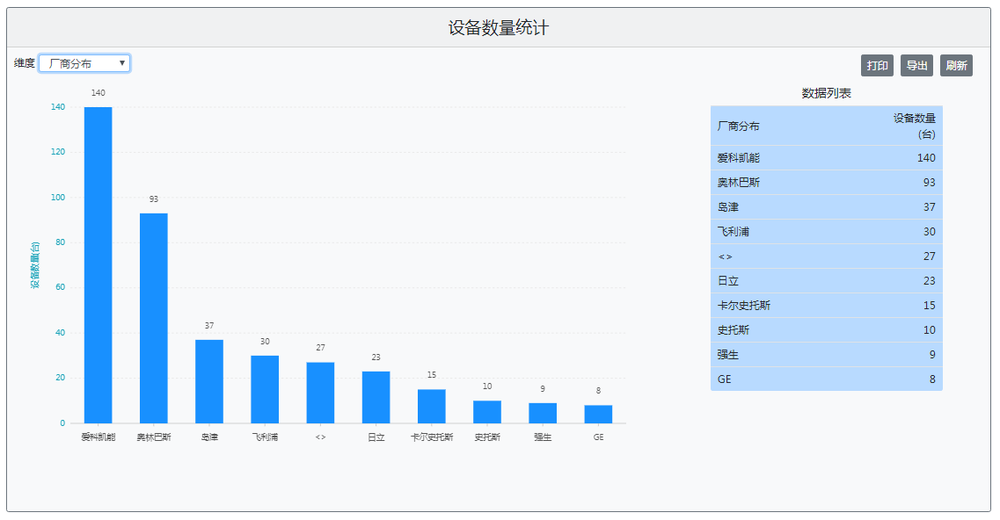 设备数量统计
维度 厂商分布 ▼
打印 导出 刷新
设备数量(台)
140
120
100
80
60
40
20
0
140
93
37
30
27
23
15
10
9
8
爱科凯能 奥林巴斯 岛津 飞利浦 <> 日立 卡尔史托斯 史托斯 强生 GE
数据列表
厂商分布 设备数量
(台)
爱科凯能 140
奥林巴斯 93
岛津 37
飞利浦 30
<> 27
日立 23
卡尔史托斯 15
史托斯 10
强生 9
GE 8